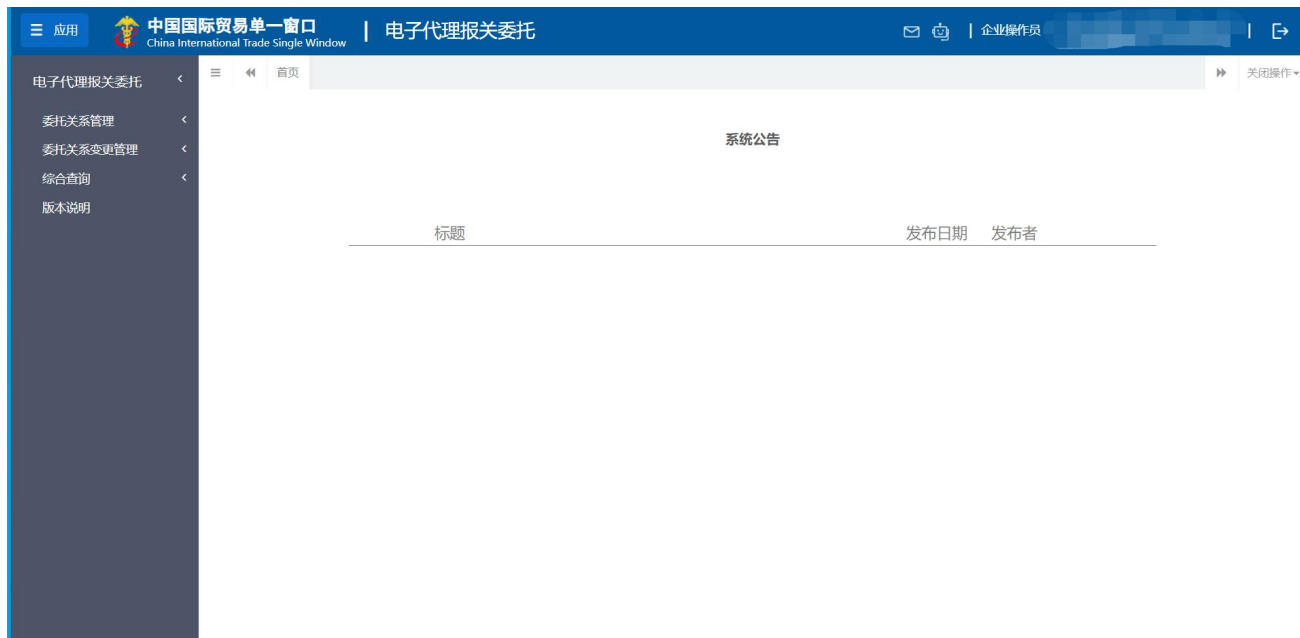 应用
中国国际贸易单一窗口
China International Trade Single Window
电子代理报关委托
企业操作员
电子代理报关委托
首页
关闭操作
委托关系管理
委托关系变更管理
综合查询
版本说明
系统公告
标题 发布日期 发布者